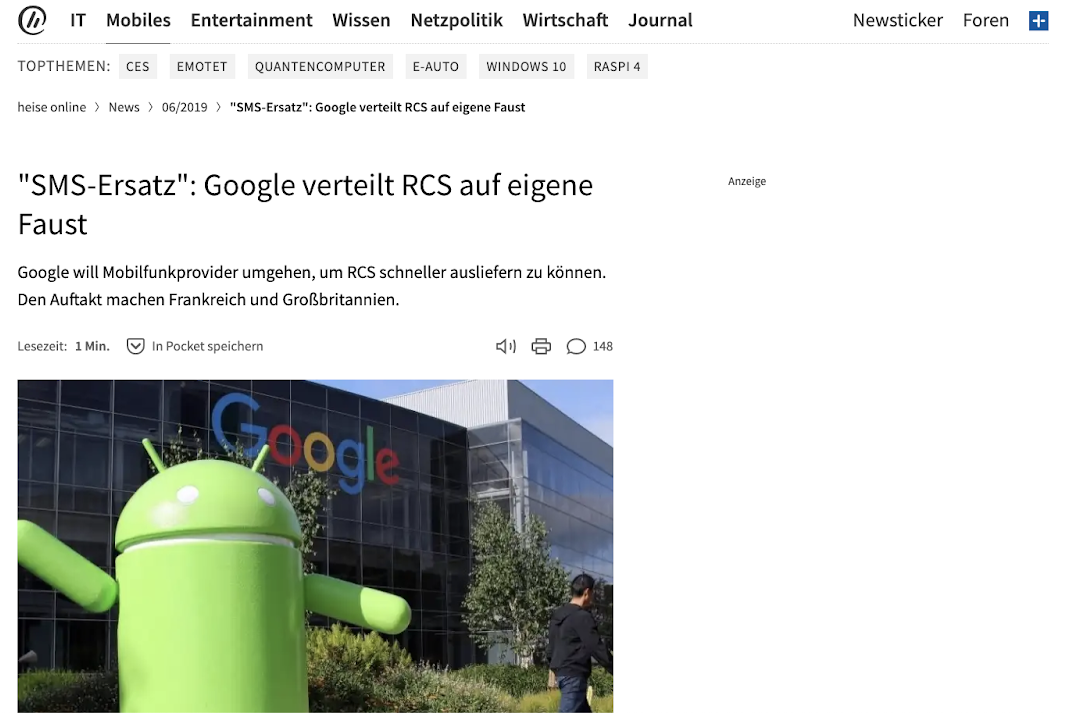 IT Mobiles Entertainment Wissen Netzpolitik Wirtschaft Journal Newsticker Foren
TOPTHEMEN: CES EMOTET QUANTENCOMPUTER E-AUTO WINDOWS 10 RASPI 4
heise online > News > 06/2019 > "SMS-Ersatz": Google verteilt RCS auf eigene Faust
"SMS-Ersatz": Google verteilt RCS auf eigene
Faust
Anzeige
Google will Mobilfunkprovider umgehen, um RCS schneller ausliefern zu können.
Den Auftakt machen Frankreich und Großbritannien.
Lesezeit: 1 Min. In Pocket speichern 148
Google